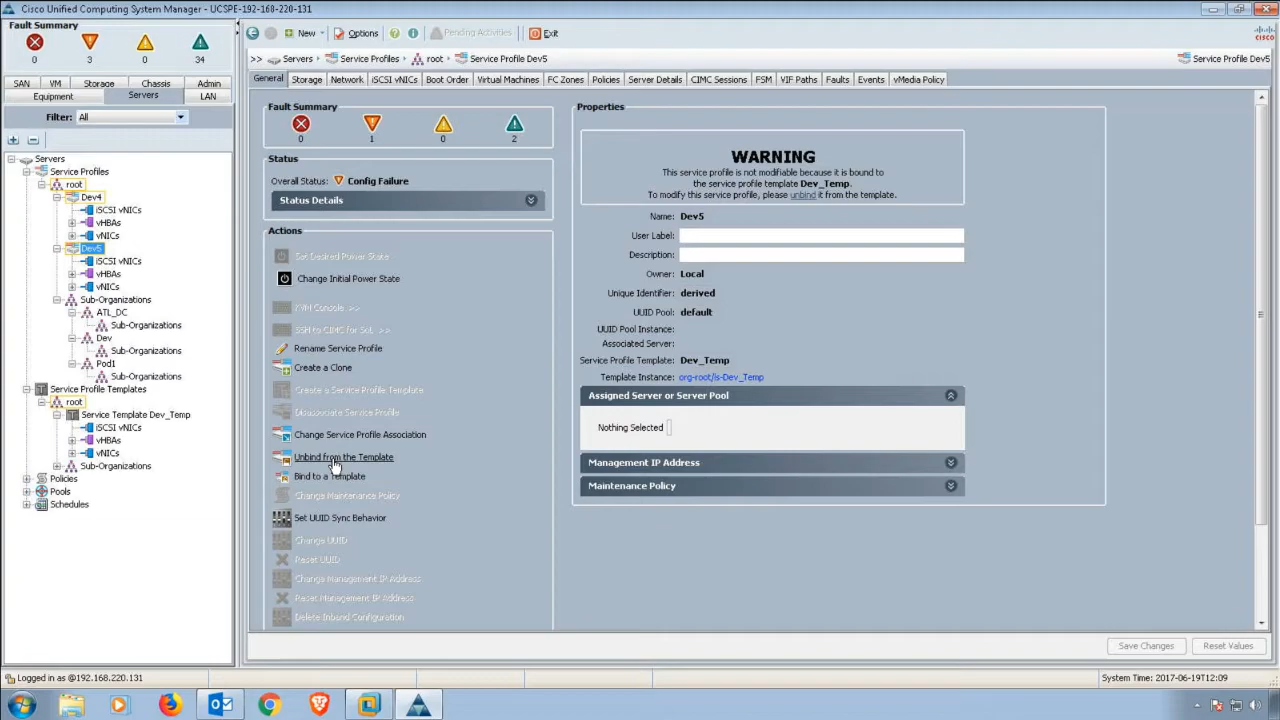 Cisco Unified Computing System Manager - UCSPE-192-168-220-131
Fault Summary
0 3 0 34
SAN VM Storage Chassis Admin
Equipment Servers LAN
Filter: All
Servers
Service Profiles
root
Dev4
iSCSI vNICs
vHBAs
vNICs
Dev5
iSCSI vNICs
vHBAs
vNICs
Sub-Organizations
ATL_DC
Sub-Organizations
Dev
Sub-Organizations
Pod1
Sub-Organizations
Service Profile Templates
root
Service Template Dev_Temp
iSCSI vNICs
vHBAs
vNICs
Sub-Organizations
Policies
Pools
Schedules
New Options Pending Activities Exit
cisco
>> Servers Service Profiles root Service Profile Dev5 Service Profile Dev5
General Storage Network iSCSI vNICs Boot Order Virtual Machines FC Zones Policies Server Details CIMC Sessions FSM VIF Paths Faults Events vMedia Policy
Fault Summary
0 1 0 2
Status
Overall Status: Config Failure
Status Details
Actions
Set Desired Power State
Change Initial Power State
KVM Console >>
SSH to CIMC for SoL >>
Rename Service Profile
Create a Clone
Create a Service Profile Template
Disassociate Service Profile
Change Service Profile Association
Unbind from the Template
Bind to a Template
Change Maintenance Policy
Set UUID Sync Behavior
Change UUID
Reset UUID
Change Management IP Address
Reset Management IP Address
Delete Inband Configuration
Properties
WARNING
This service profile is not modifiable because it is bound to
the service profile template Dev_Temp.
To modify this service profile, please unbind it from the template.
Name: Dev5
User Label:
Description:
Owner: Local
Unique Identifier: derived
UUID Pool: default
UUID Pool Instance:
Associated Server:
Service Profile Template: Dev_Temp
Template Instance: org-root/ls-Dev_Temp
Assigned Server or Server Pool
Nothing Selected
Management IP Address
Maintenance Policy
Save Changes Reset Values
Logged in as @192.168.220.131 System Time: 2017-06-19T12:09